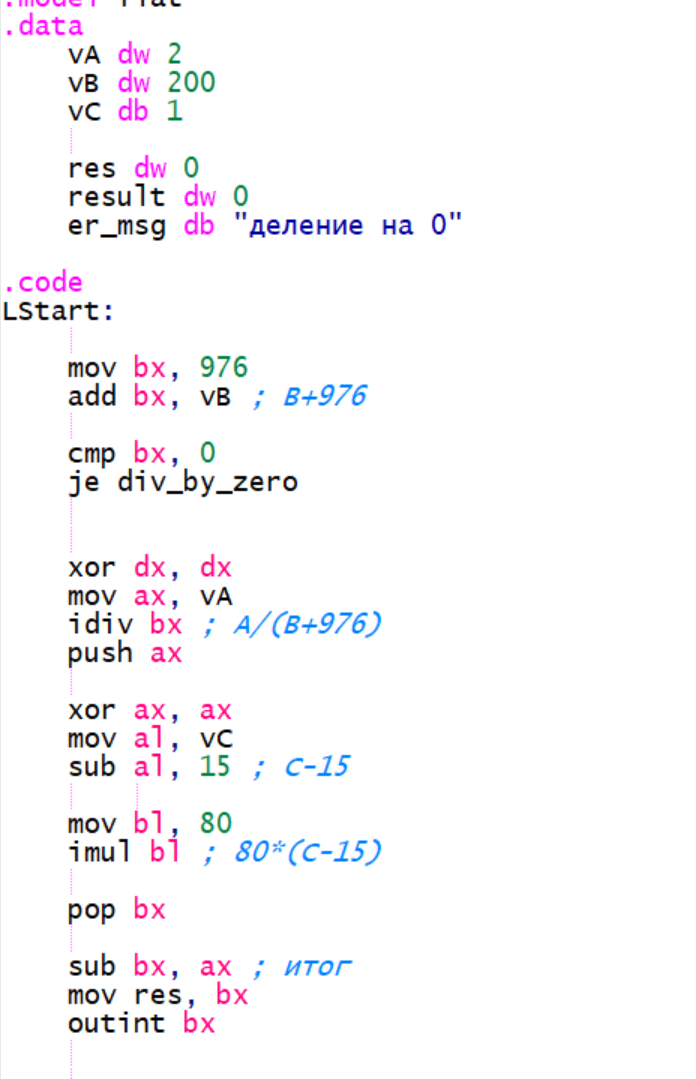 .model flat
.data
vA dw 2
vB dw 200
vC db 1
res dw 0
result dw 0
er_msg db "деление на 0"
.code
LStart:
mov bx, 976
add bx, vB ; B+976
cmp bx, 0
je div_by_zero
xor dx, dx
mov ax, vA
idiv bx ; A/(B+976)
push ax
xor ax, ax
mov al, vC
sub al, 15 ; C-15
mov bl, 80
imul bl ; 80*(C-15)
pop bx
sub bx, ax ; итог
mov res, bx
outint bx